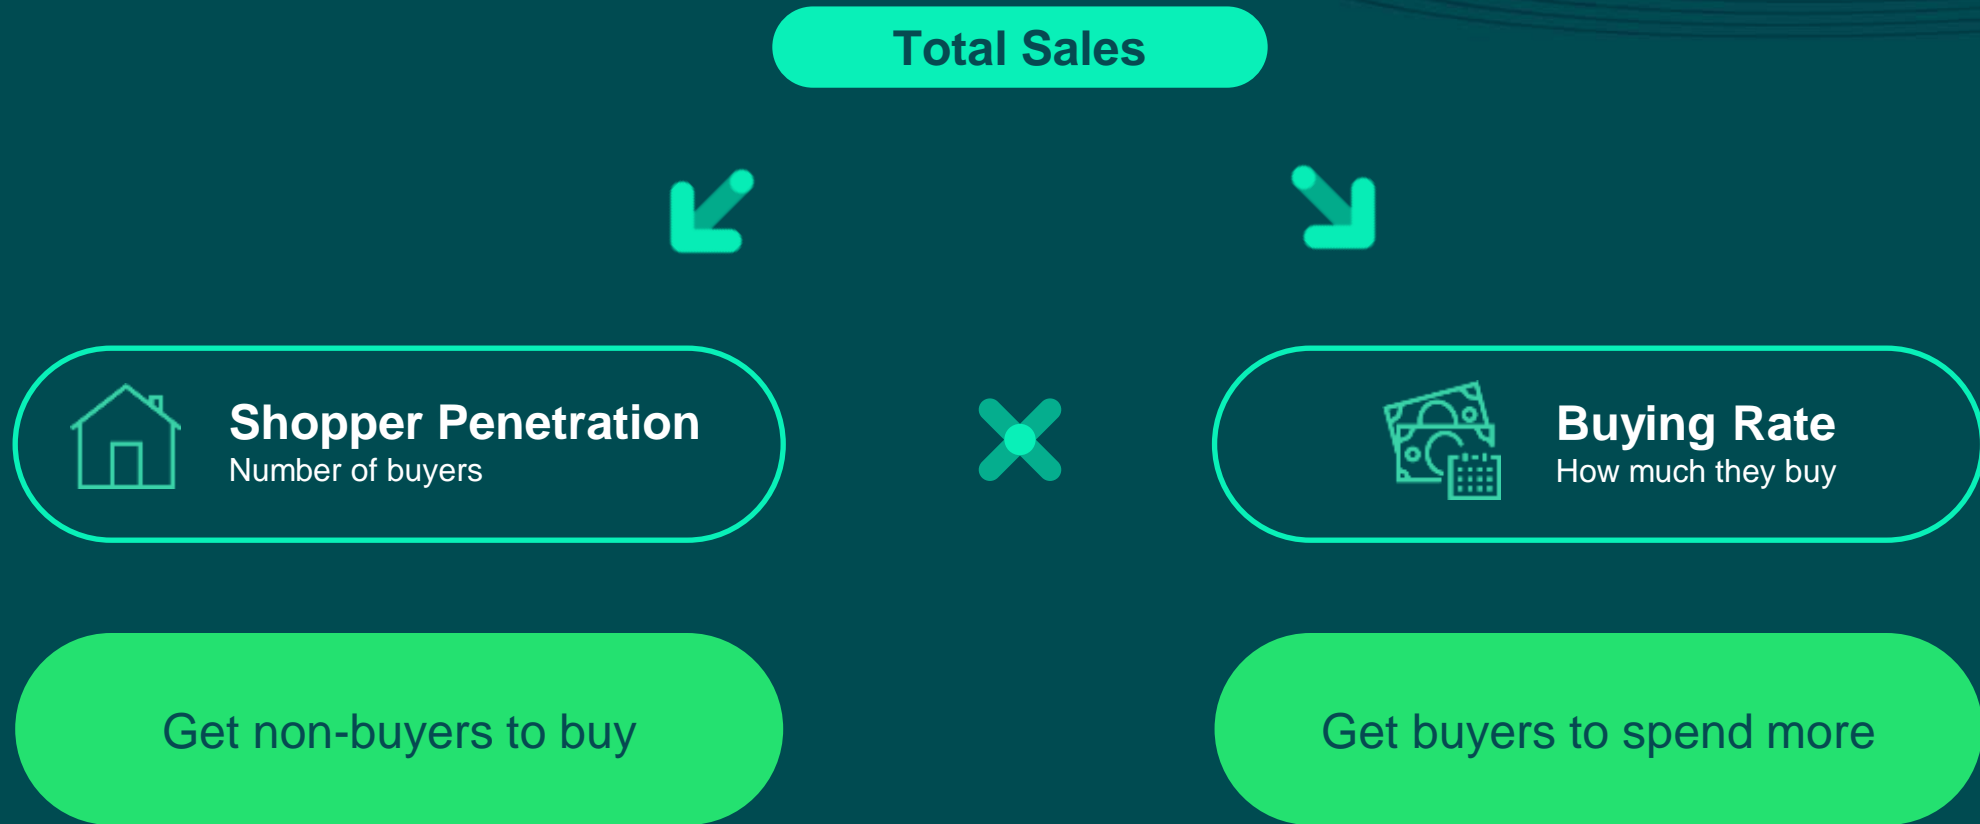 Total Sales
Shopper Penetration
Number of buyers
Buying Rate
How much they buy
Get non-buyers to buy
Get buyers to spend more